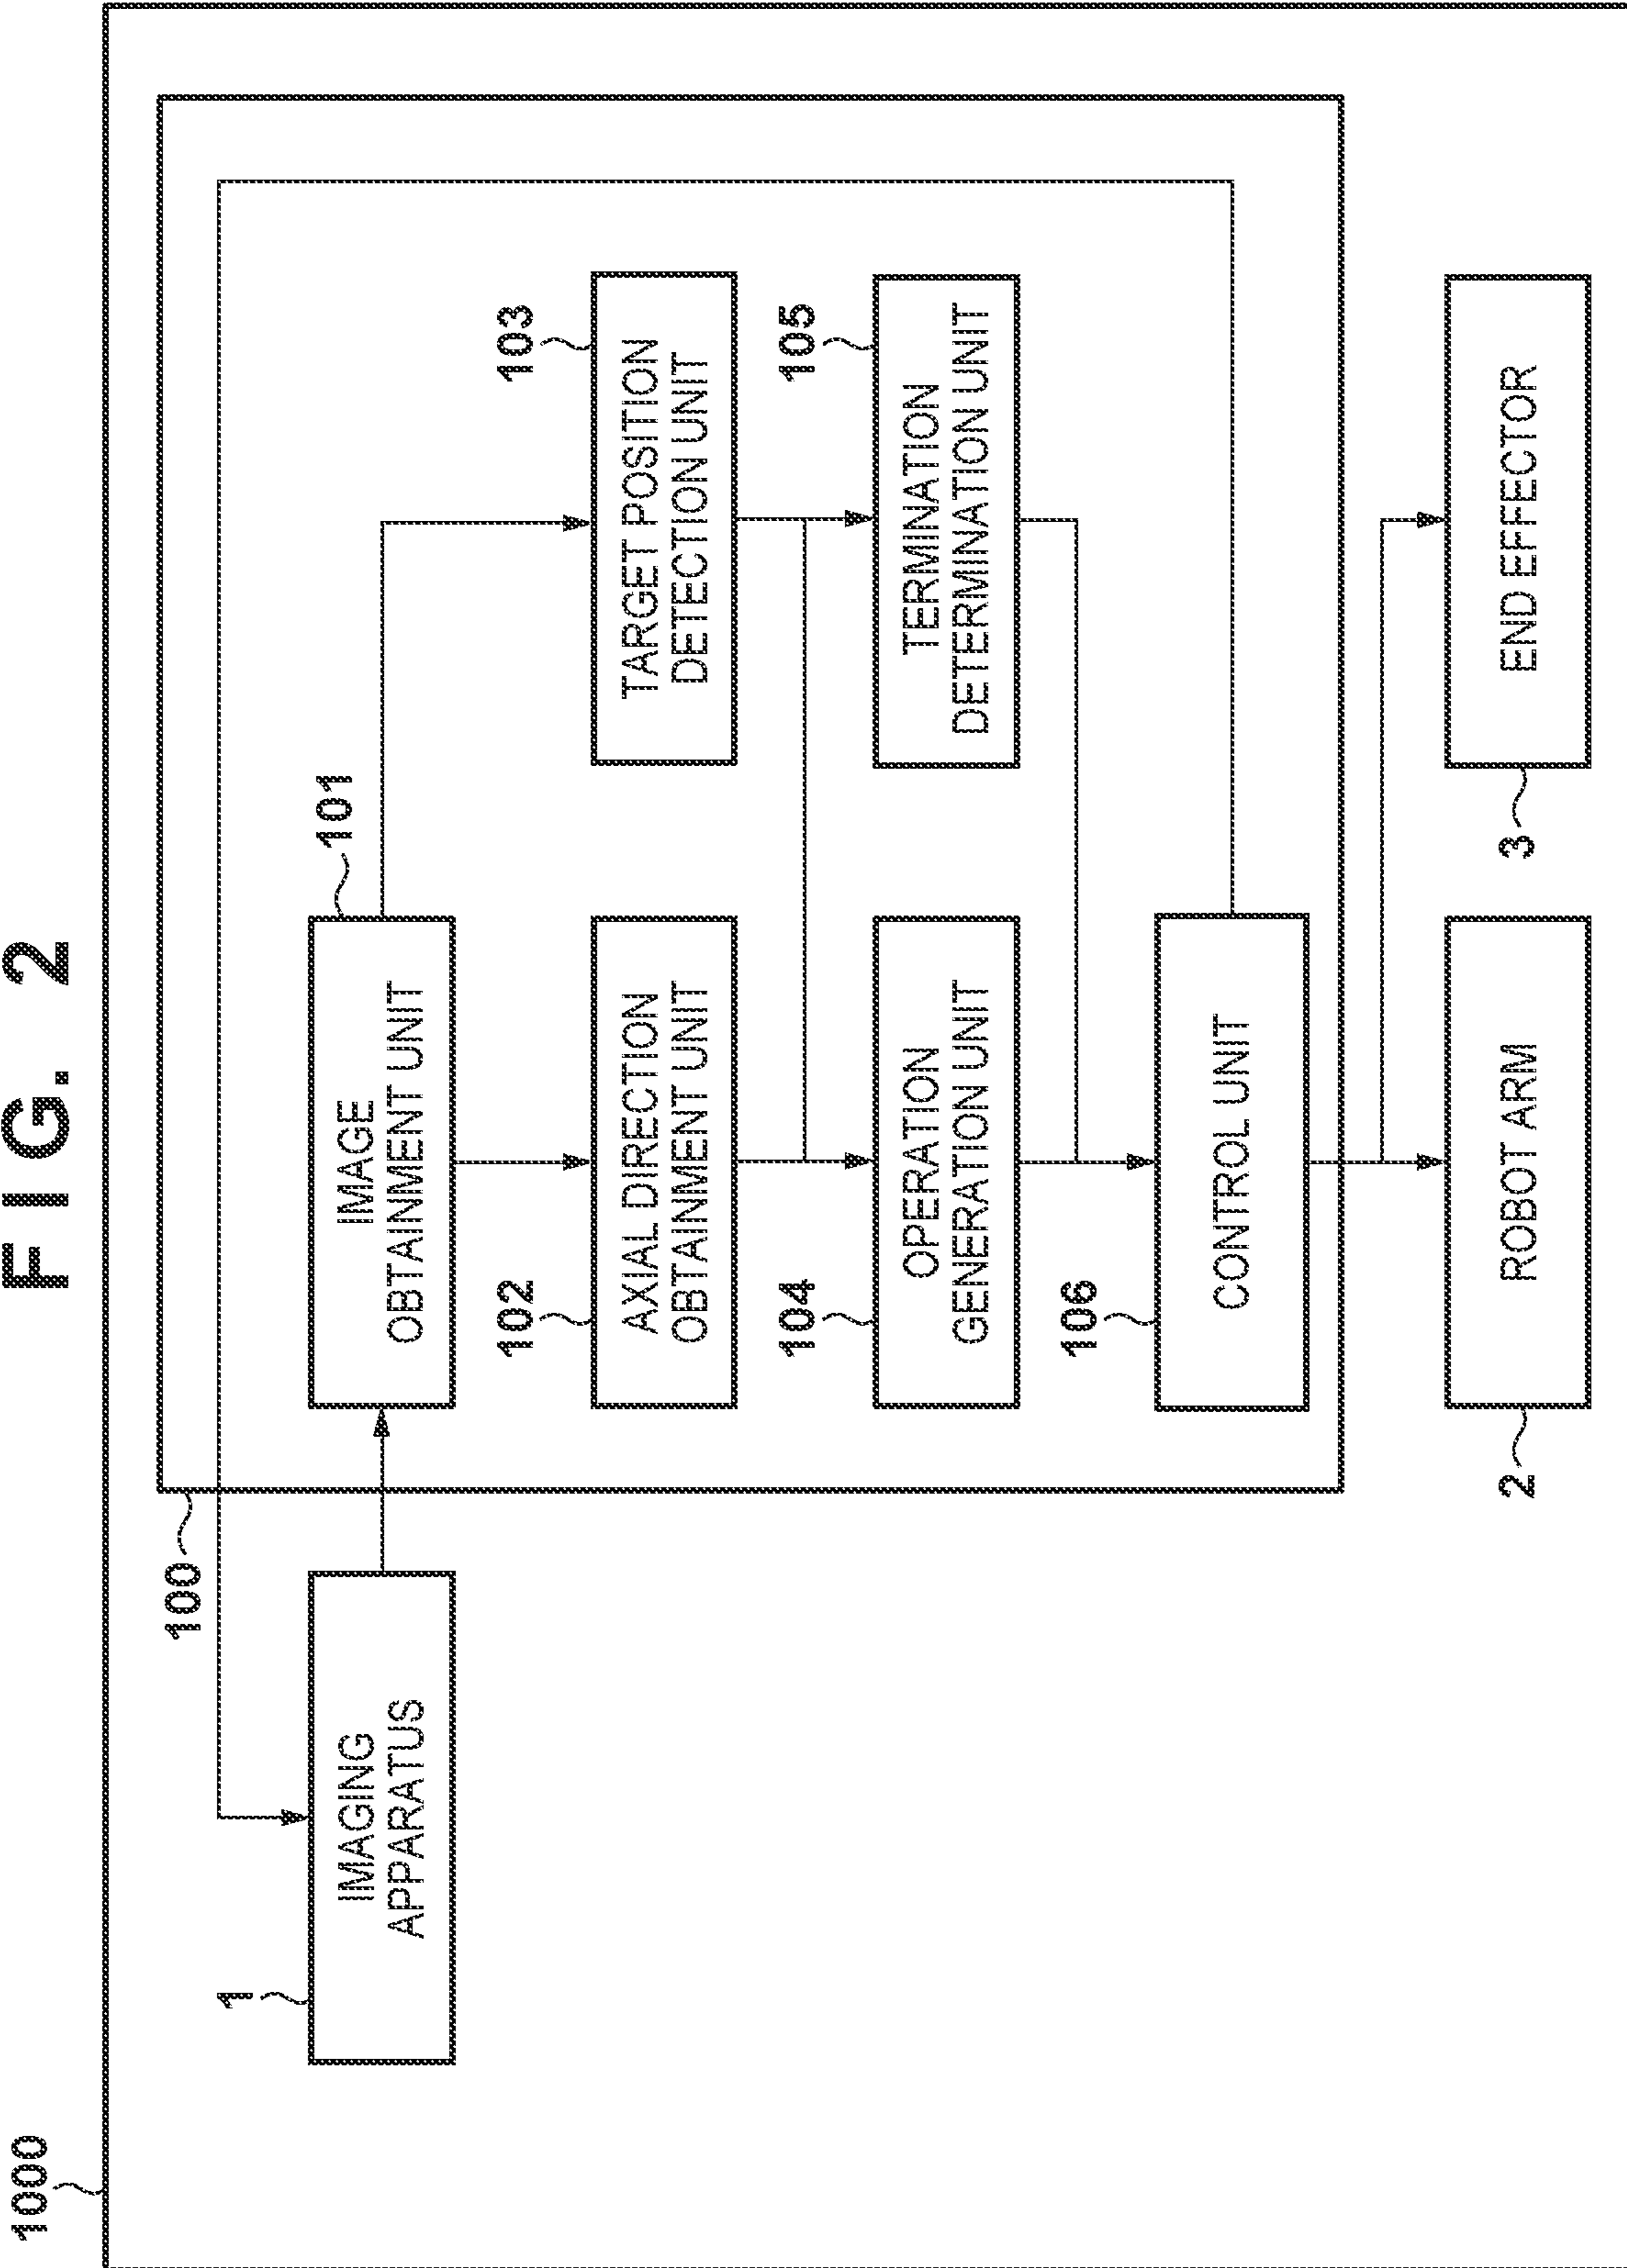 FIG. 2
1000
100
1
IMAGING
APPARATUS
101
IMAGE
OBTAINMENT UNIT
102
AXIAL DIRECTION
OBTAINMENT UNIT
103
TARGET POSITION
DETECTION UNIT
104
OPERATION
GENERATION UNIT
105
TERMINATION
DETERMINATION UNIT
106
CONTROL UNIT
2
ROBOT ARM
3
END EFFECTOR